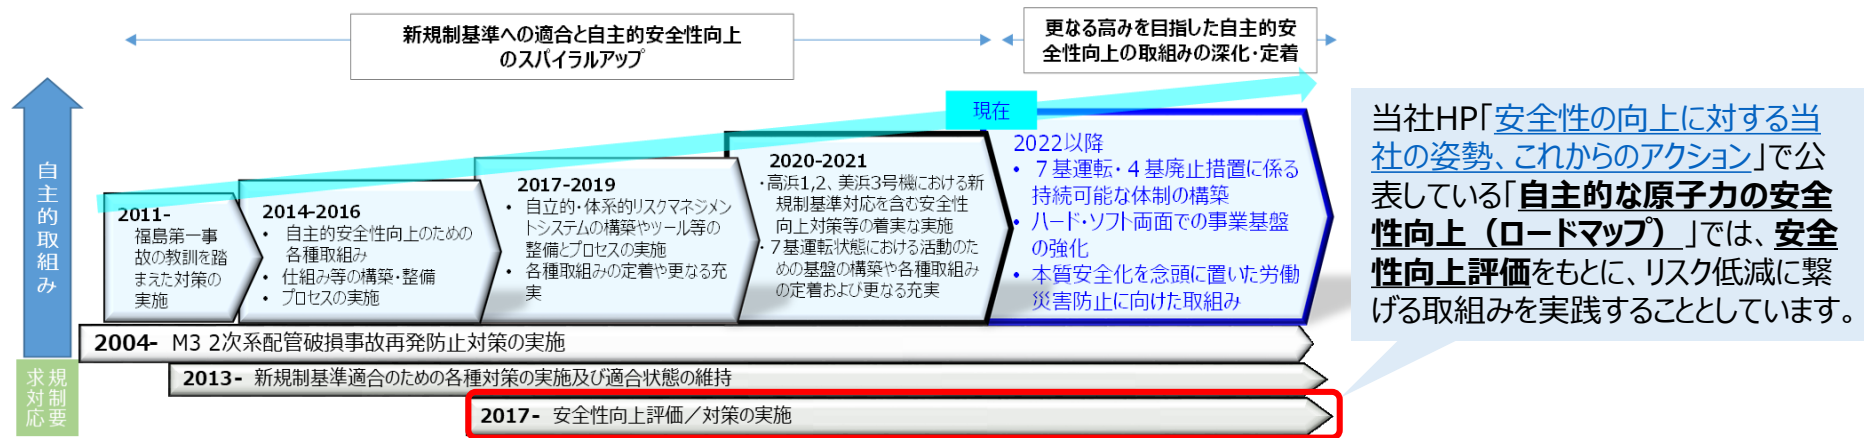 新規制基準への適合と自主的安全性向上
のスパイラルアップ
更なる高みを目指した自主的安
全性向上の取組みの深化・定着
自主的取組み
規制要
求対応
現在
2011-
福島第一事
故の教訓を踏
まえた対策の
実施
2014-2016
• 自主的安全性向上のための
各種取組み
• 仕組み等の構築・整備
• プロセスの実施
2017-2019
• 自立的・体系的リスクマネジメン
トシステムの構築やツール等の
整備とプロセスの実施
• 各種取組みの定着や更なる充
実
2020-2021
・高浜1,2、美浜3号機における新
規制基準対応を含む安全性
向上対策等の着実な実施
・７基運転状態における活動のた
めの基盤の構築や各種取組み
の定着および更なる充実
2022以降
• ７基運転・４基廃止措置に係る
持続可能な体制の構築
• ハード・ソフト両面での事業基盤
の強化
• 本質安全化を念頭に置いた労働
災害防止に向けた取組み
2004- M3 2次系配管破損事故再発防止対策の実施
2013- 新規制基準適合のための各種対策の実施及び適合状態の維持
2017- 安全性向上評価／対策の実施
当社HP「安全性の向上に対する当
社の姿勢、これからのアクション」で公
表している「自主的な原子力の安全
性向上（ロードマップ）」では、安全
性向上評価をもとに、リスク低減に繋
げる取組みを実践することとしています。